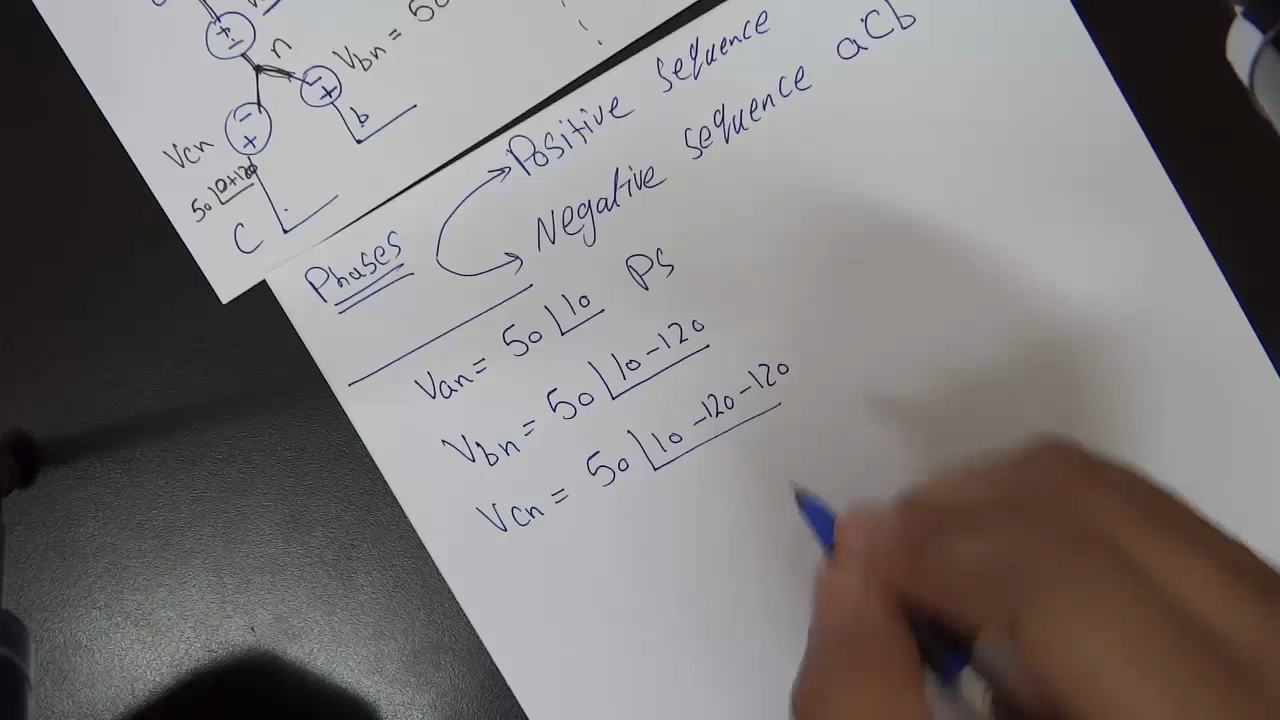 n
Vbn = 50
b
Vcn
50∠0+120
C
Phases
Positive sequence
Negative sequence aCb
Van = 50∠10 PS
Vbn = 50∠10-120
Vcn = 50∠10-120-120